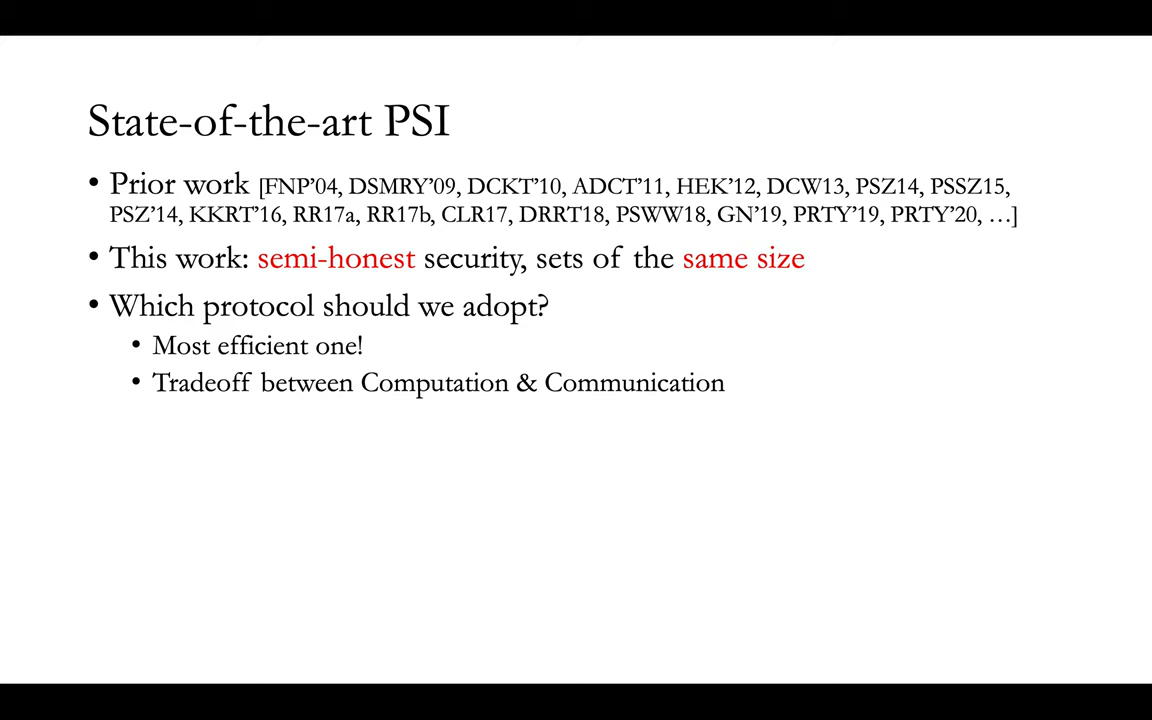 State-of-the-art PSI
• Prior work [FNP’04, DSMRY’09, DCKT’10, ADCT’11, HEK’12, DCW13, PSZ14, PSSZ15,
PSZ’14, KKRT’16, RR17a, RR17b, CLR17, DRRT18, PSWW18, GN’19, PRTY’19, PRTY’20, …]
• This work: semi-honest security, sets of the same size
• Which protocol should we adopt?
• Most efficient one!
• Tradeoff between Computation & Communication